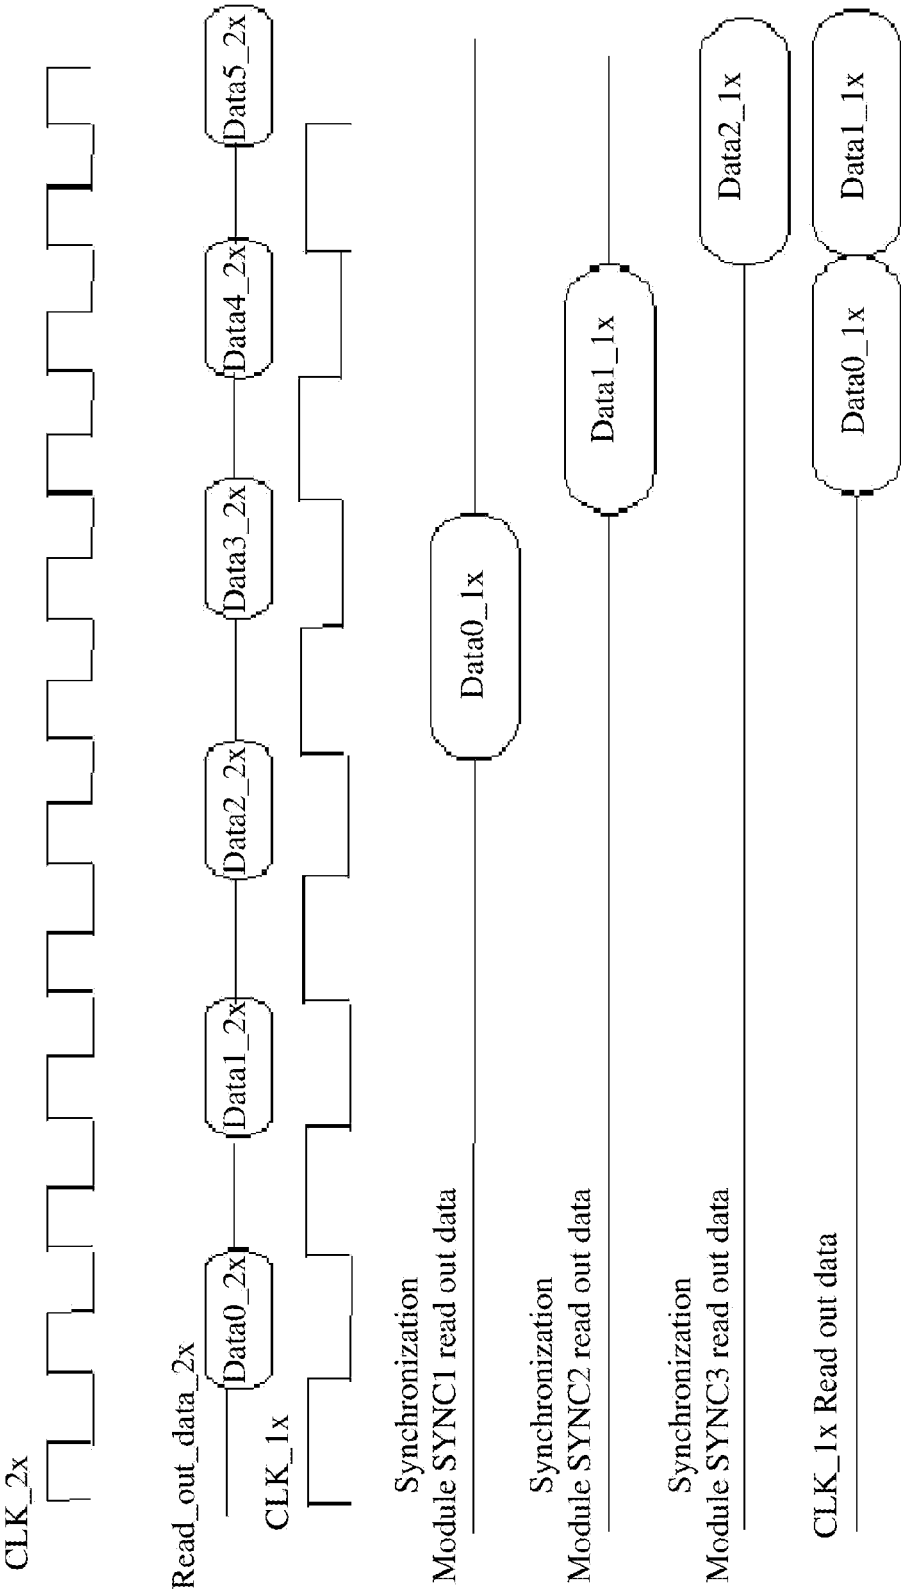 CLK_2x
Read_out_data_2x
Data0_2x
Data1_2x
Data2_2x
Data3_2x
Data4_2x
Data5_2x
CLK_1x
Synchronization
Module SYNC1 read out data
Data0_1x
Synchronization
Module SYNC2 read out data
Data1_1x
Synchronization
Module SYNC3 read out data
Data2_1x
CLK_1x Read out data
Data0_1x
Data1_1x